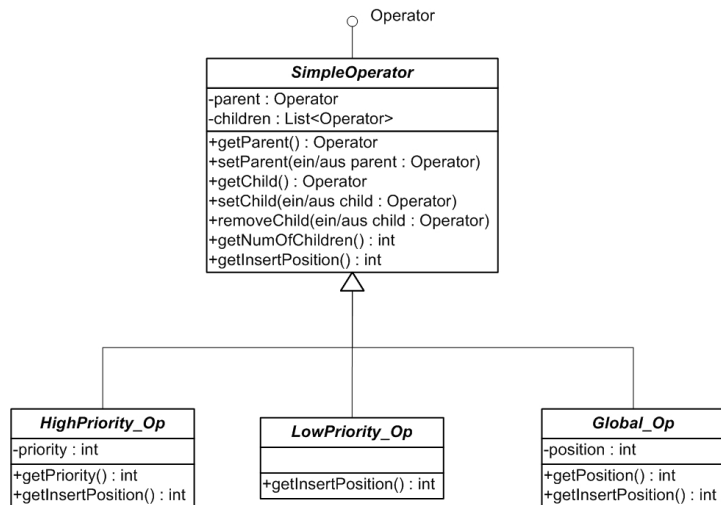 Operator
SimpleOperator
-parent : Operator
-children : List<Operator>
+getParent() : Operator
+setParent(ein/aus parent : Operator)
+getChild() : Operator
+setChild(ein/aus child : Operator)
+removeChild(ein/aus child : Operator)
+getNumOfChildren() : int
+getInsertPosition() : int
HighPriority_Op
-priority : int
+getPriority() : int
+getInsertPosition() : int
LowPriority_Op
+getInsertPosition() : int
Global_Op
-position : int
+getPosition() : int
+getInsertPosition() : int